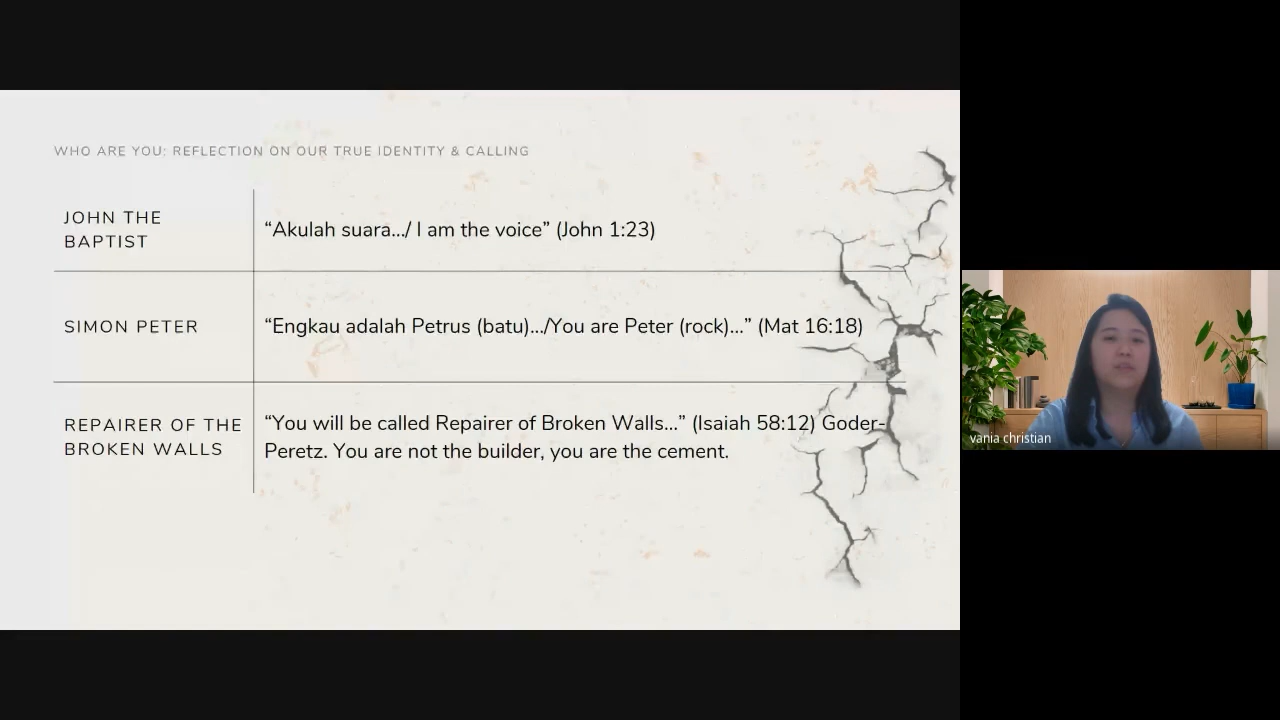 WHO ARE YOU: REFLECTION ON OUR TRUE IDENTITY & CALLING
JOHN THE
BAPTIST
“Akulah suara.../ I am the voice” (John 1:23)
SIMON PETER
“Engkau adalah Petrus (batu).../You are Peter (rock)...” (Mat 16:18)
REPAIRER OF THE
BROKEN WALLS
“You will be called Repairer of Broken Walls...” (Isaiah 58:12) Goder-
Peretz. You are not the builder, you are the cement.
vania christian